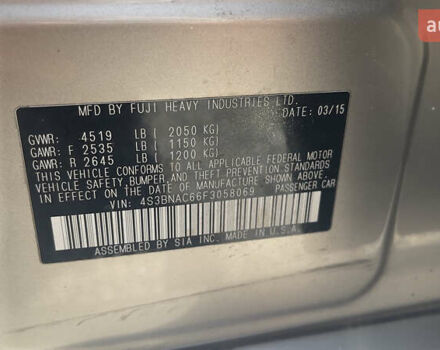 au
MFD BY FUJI HEAVY INDUSTRIES LTD.
DATE: 03/15
GVWR: 4519 LB ( 2050 KG)
GAWR: F 2535 LB ( 1150 KG)
GAWR: R 2645 LB ( 1200 KG)
THIS VEHICLE CONFORMS TO ALL APPLICABLE FEDERAL MOTOR
VEHICLE SAFETY, BUMPER, AND THEFT PREVENTION STANDARDS
IN EFFECT ON THE DATE OF MANUFACTURE SHOWN ABOVE.
VIN: 4S3BNAC66F3058069 PASSENGER CAR
ASSEMBLED BY SIA INC. MADE IN U.S.A.